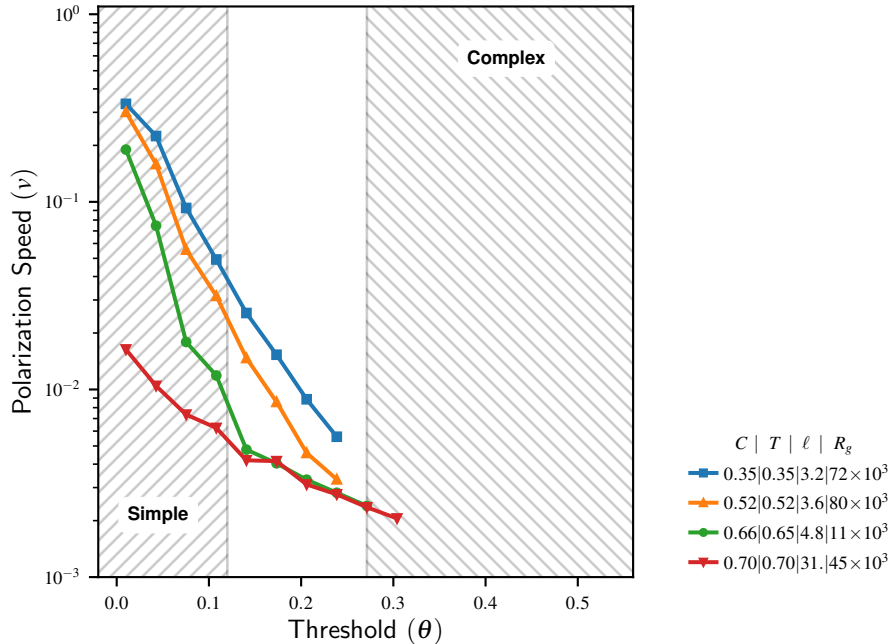 10⁰
10⁻¹
10⁻²
10⁻³
Polarization Speed (ν)
Complex
Simple
0.0 0.1 0.2 0.3 0.4 0.5
Threshold (θ)
C | T | ℓ | R_g
0.35|0.35|3.2|72×10³
0.52|0.52|3.6|80×10³
0.66|0.65|4.8|11×10³
0.70|0.70|31.|45×10³